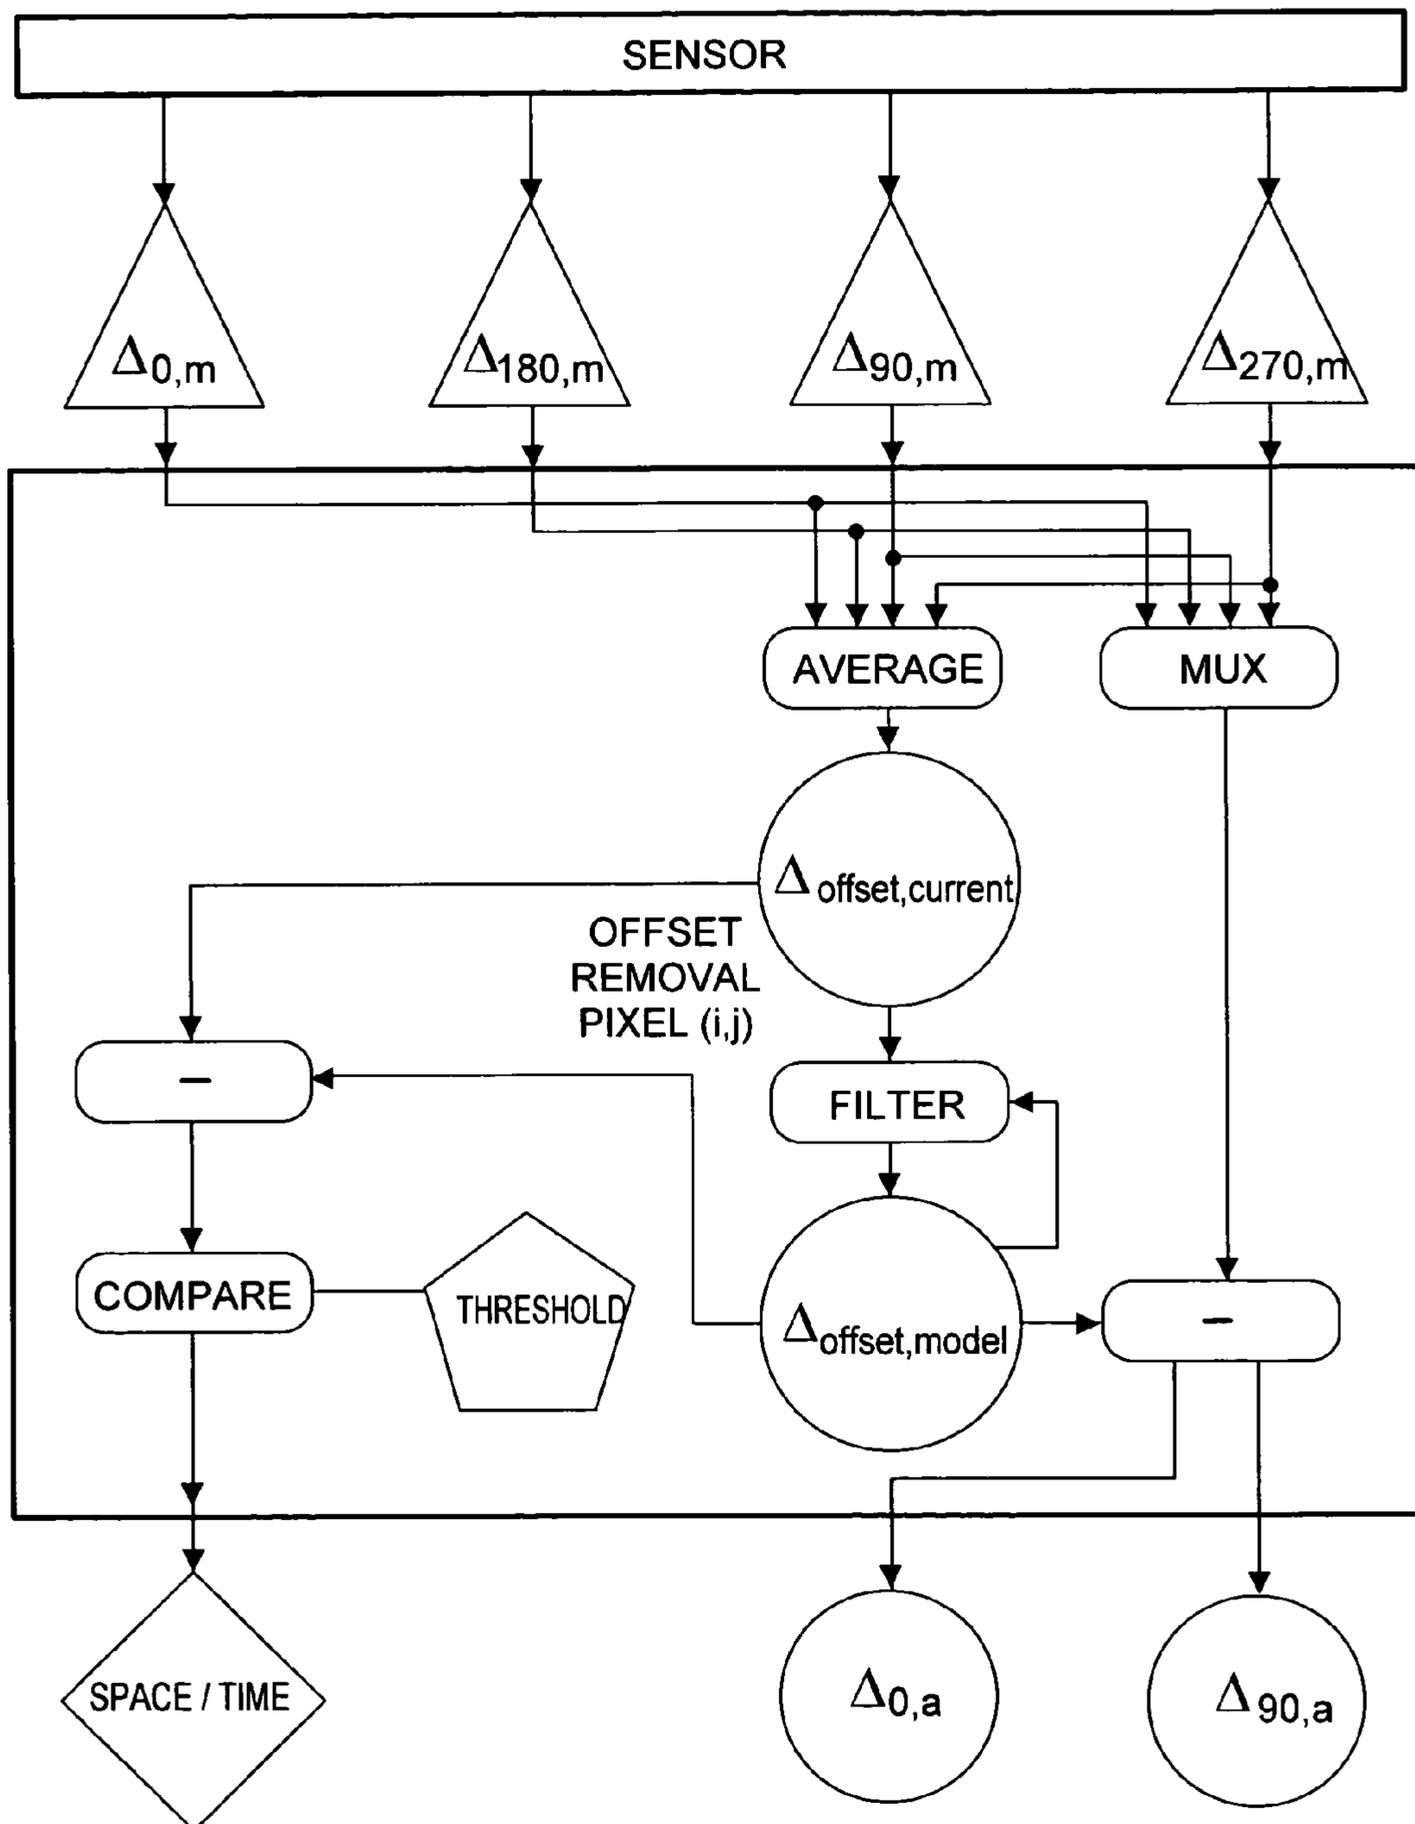 SENSOR
Δ0,m
Δ180,m
Δ90,m
Δ270,m
AVERAGE
MUX
Δoffset,current
OFFSET
REMOVAL
PIXEL (i,j)
–
FILTER
COMPARE
THRESHOLD
Δoffset,model
–
SPACE / TIME
Δ0,a
Δ90,a